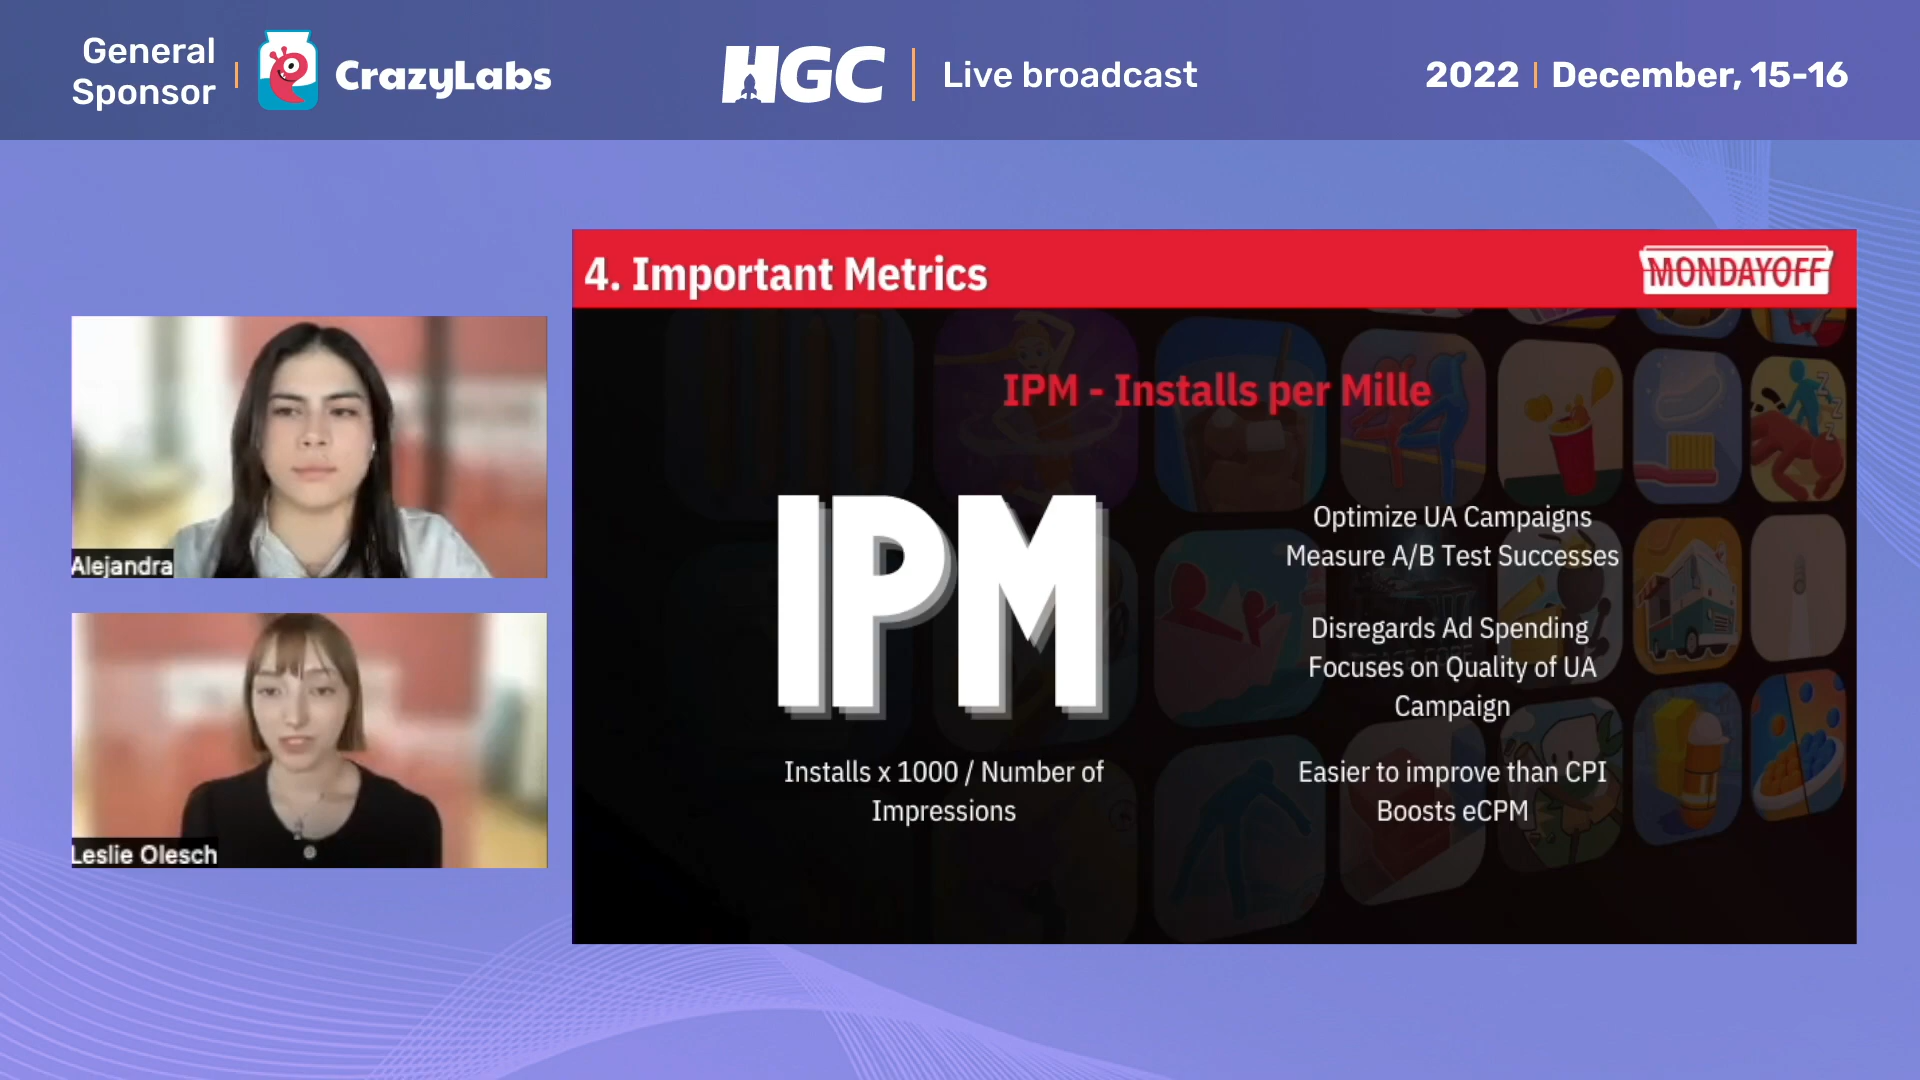 General
Sponsor
CrazyLabs
HGC
Live broadcast
2022
December, 15-16
4. Important Metrics
MONDAYOFF
IPM - Installs per Mille
IPM
Installs x 1000 / Number of
Impressions
Optimize UA Campaigns
Measure A/B Test Successes
Disregards Ad Spending
Focuses on Quality of UA
Campaign
Easier to improve than CPI
Boosts eCPM
Alejandra
Leslie Olesch